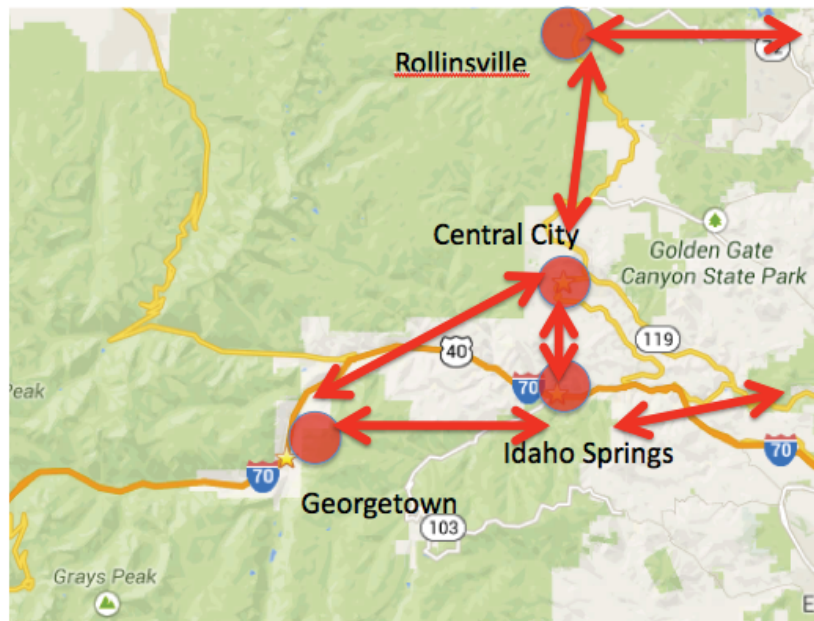 Rollinsville
72
Central City
Golden Gate
Canyon State Park
119
40
70
Peak
Idaho Springs
70
70
Georgetown
103
Grays Peak
E